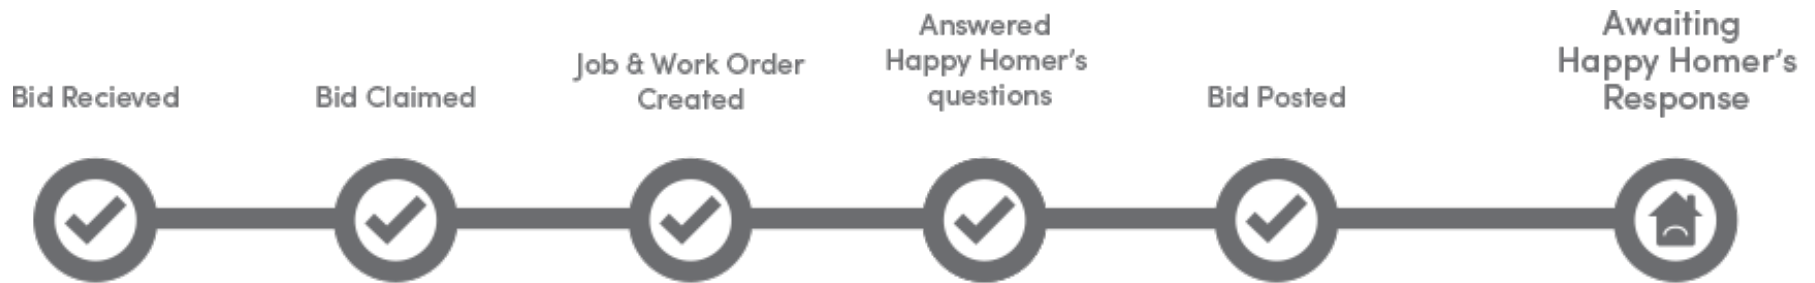 Bid Recieved
Bid Claimed
Job & Work Order
Created
Answered
Happy Homer's
questions
Bid Posted
Awaiting
Happy Homer's
Response